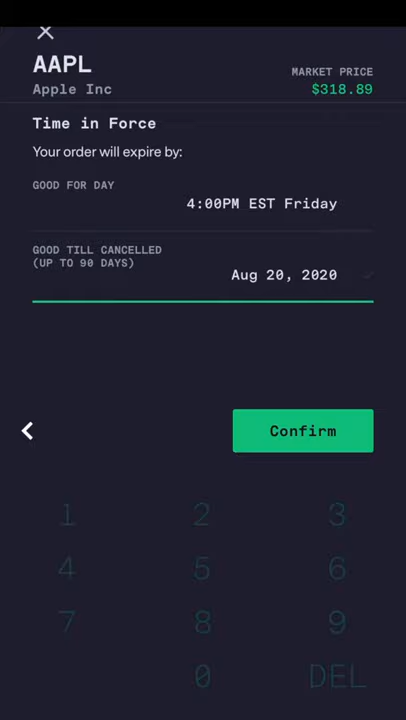 AAPL
MARKET PRICE
Apple Inc
$318.89
Time in Force
Your order will expire by:
GOOD FOR DAY
4:00PM EST Friday
GOOD TILL CANCELLED
(UP TO 90 DAYS)
Aug 20, 2020
Confirm
1 2 3
4 5 6
7 8 9
0 DEL